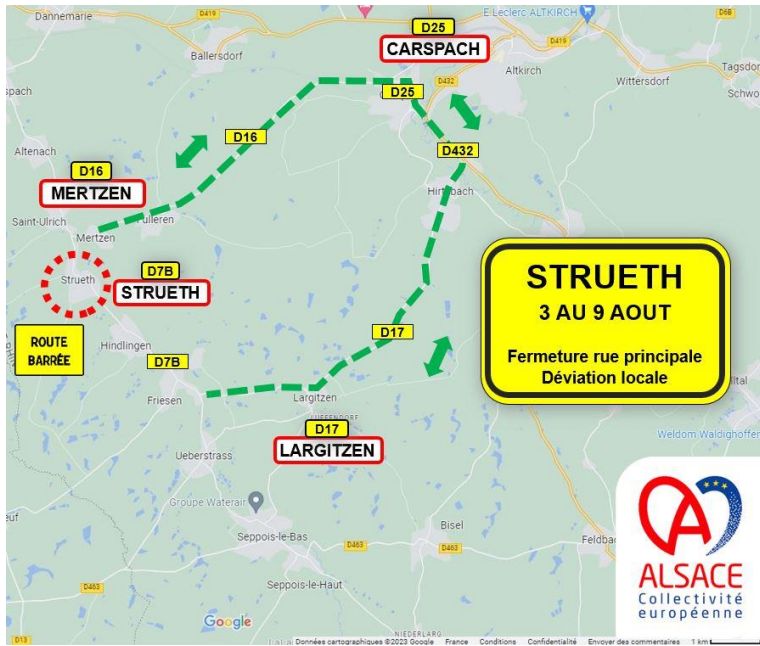 Dannemarie
D419
E.Leclerc ALTKIRCH
D6B
D25
CARSPACH
D419
Ballersdorf
Altkirch
Tagsdor
Wittersdorf
D432
Schwo
spach
D25
D16
D432
Altenach
D16
MERTZEN
Hirtzbach
Saint-Ulrich
Fulleren
Mertzen
Strueth
D7B
STRUETH
STRUETH
3 AU 9 AOUT
Fermeture rue principale
Déviation locale
ROUTE
BARRÉE
Hindlingen
D17
D7B
Friesen
Largitzen
D17
LARGITZEN
Ueberstrass
Weldom Waldighoffen
Groupe Waterair
Bisel
Seppois-le-Bas
D463
D463
Feldba
Seppois-le-Haut
D463
ALSACE
Collectivité
européenne
Google
NIEDERLARG
D13
Données cartographiques ©2023 Google France Conditions Confidentialité Envoyer des commentaires 1 km